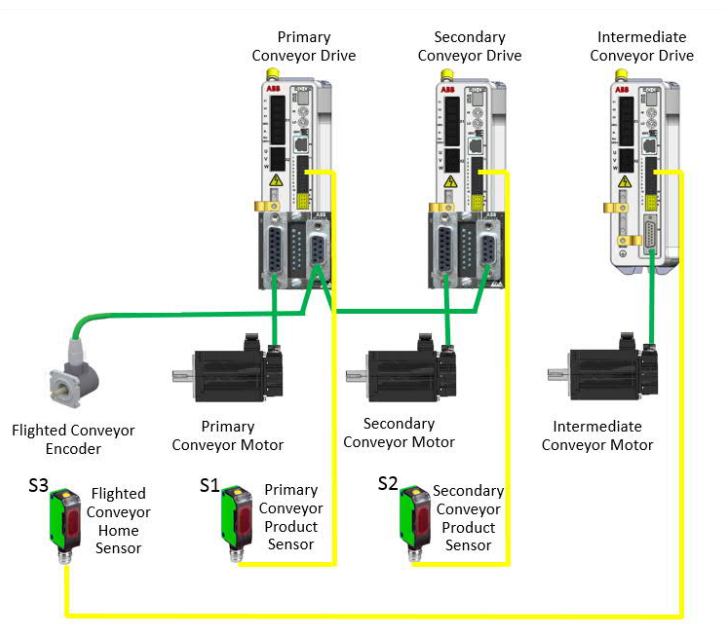 Primary
Conveyor Drive
Secondary
Conveyor Drive
Intermediate
Conveyor Drive
ABB
ABB
ABB
U
V
W
U
V
W
U
V
W
ABB
Flighted Conveyor
Encoder
Primary
Conveyor Motor
Secondary
Conveyor Motor
Intermediate
Conveyor Motor
S3
Flighted
Conveyor
Home
Sensor
S1
Primary
Conveyor
Product
Sensor
S2
Secondary
Conveyor
Product
Sensor